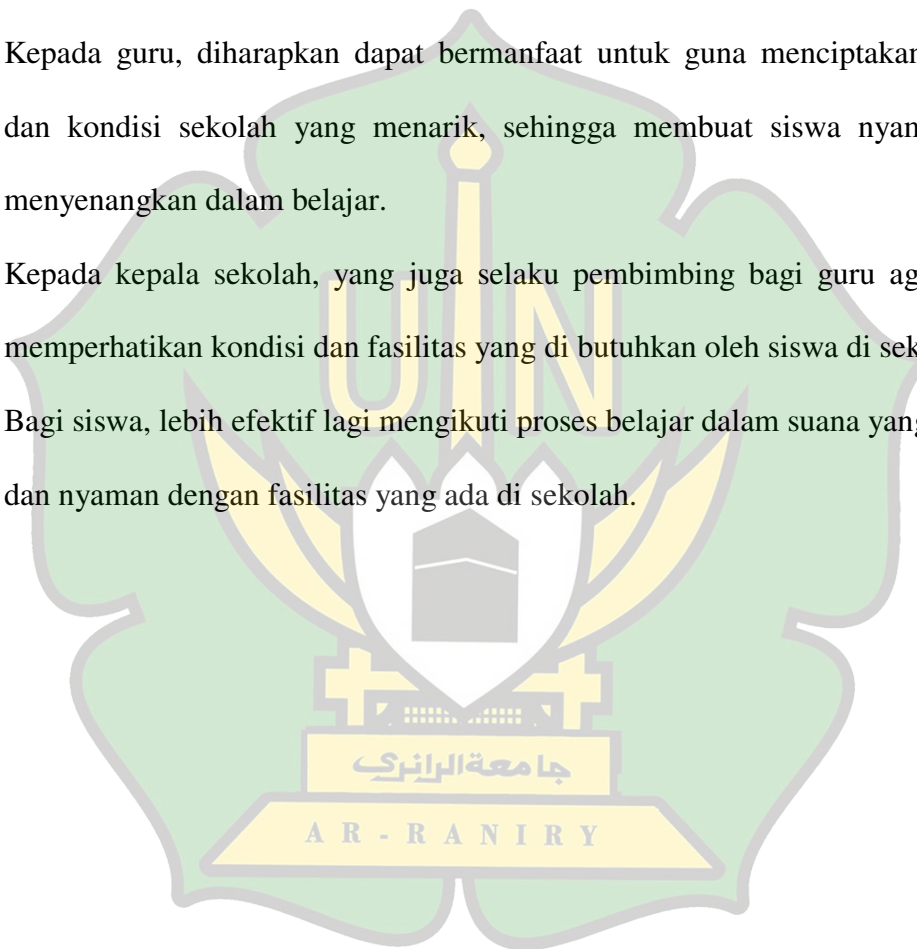 Kepada guru, diharapkan dapat bermanfaat untuk guna menciptakan
dan kondisi sekolah yang menarik, sehingga membuat siswa
menyenangkan dalam belajar.
Kepada kepala sekolah, yang juga selaku pembimbing bagi guru
memperhatikan kondisi dan fasilitas yang di butuhkan oleh siswa di
Bagi siswa, lebih efektif lagi mengikuti proses belajar dalam suana yang
dan nyaman dengan fasilitas yang ada di sekolah.
UIN
جامعةالرانري
AR-RANIRY